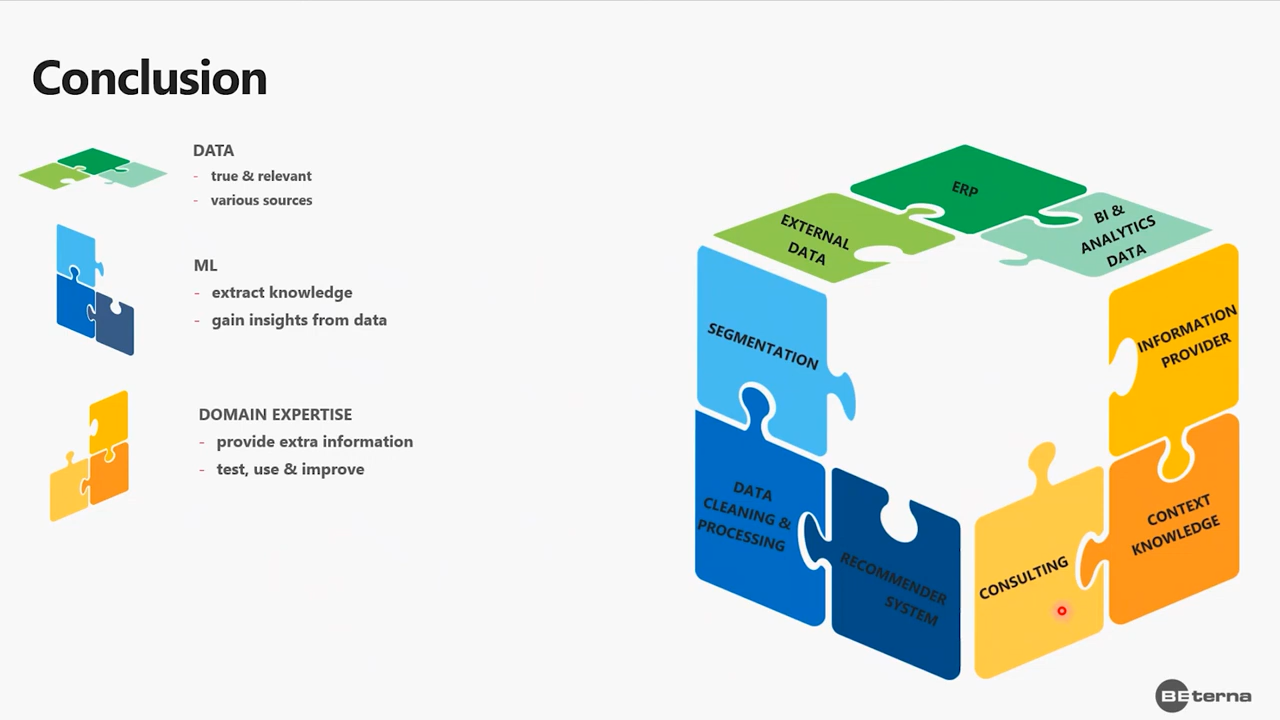 Conclusion
DATA
- true & relevant
- various sources
ML
- extract knowledge
- gain insights from data
DOMAIN EXPERTISE
- provide extra information
- test, use & improve
ERP
EXTERNAL
DATA
BI &
ANALYTICS
DATA
SEGMENTATION
INFORMATION
PROVIDER
DATA
CLEANING &
PROCESSING
RECOMMENDER
SYSTEM
CONSULTING
CONTEXT
KNOWLEDGE
BEterna